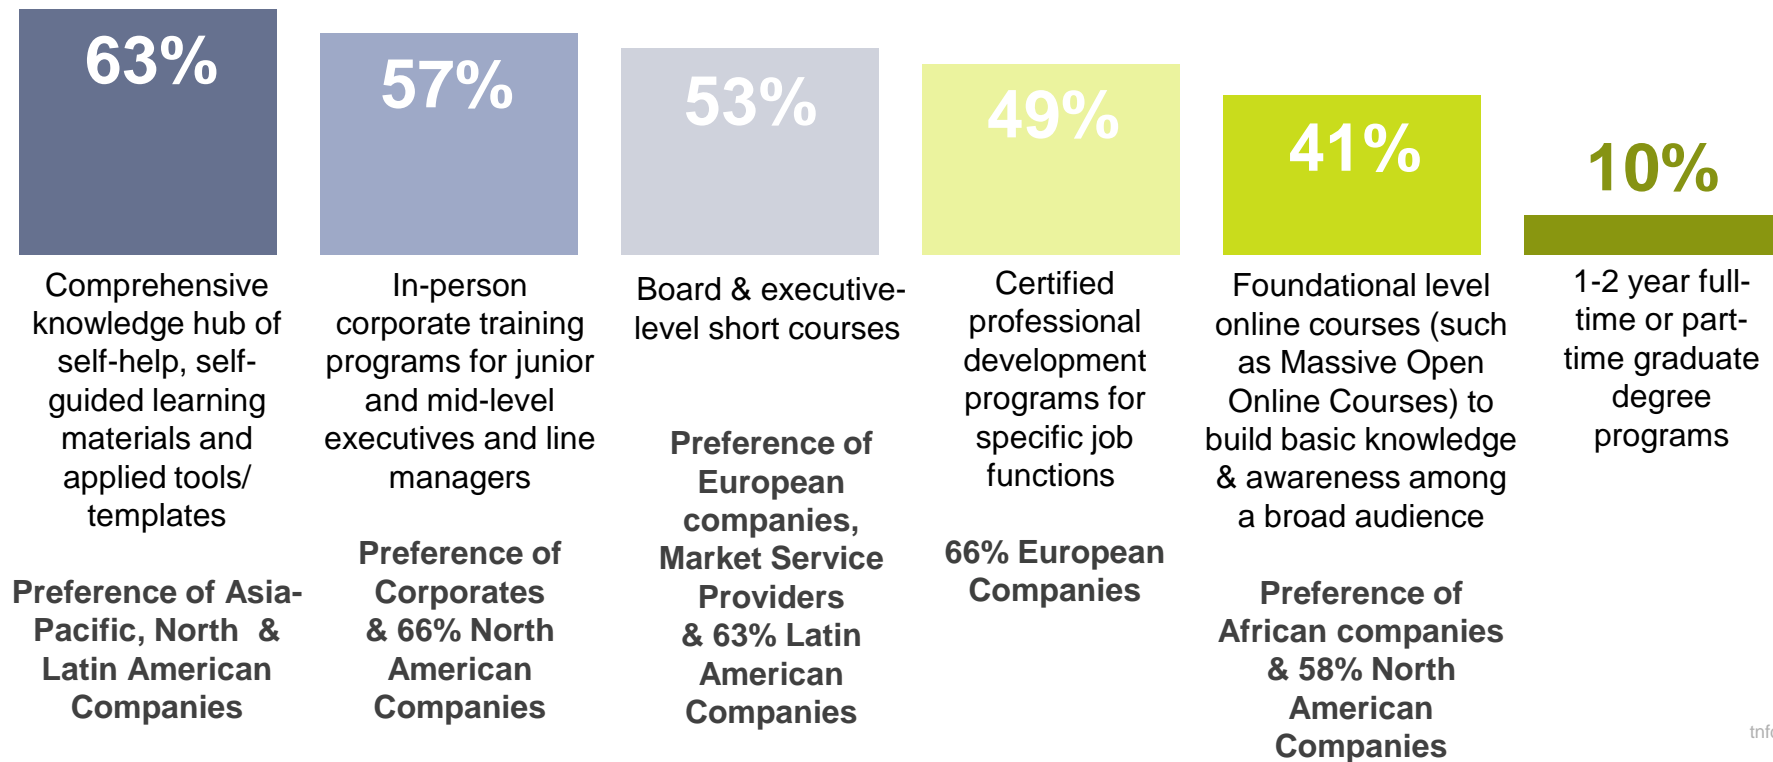 63%
Comprehensive
knowledge hub of
self-help, self-
guided learning
materials and
applied tools/
templates
Preference of Asia-
Pacific, North &
Latin American
Companies
57%
In-person
corporate training
programs for junior
and mid-level
executives and line
managers
Preference of
Corporates
& 66% North
American
Companies
53%
Board & executive-
level short courses
Preference of
European
companies,
Market Service
Providers
& 63% Latin
American
Companies
49%
Certified
professional
development
programs for
specific job
functions
66% European
Companies
41%
Foundational level
online courses (such
as Massive Open
Online Courses) to
build basic knowledge
& awareness among
a broad audience
Preference of
African companies
& 58% North
American
Companies
10%
1-2 year full-
time or part-
time graduate
degree
programs